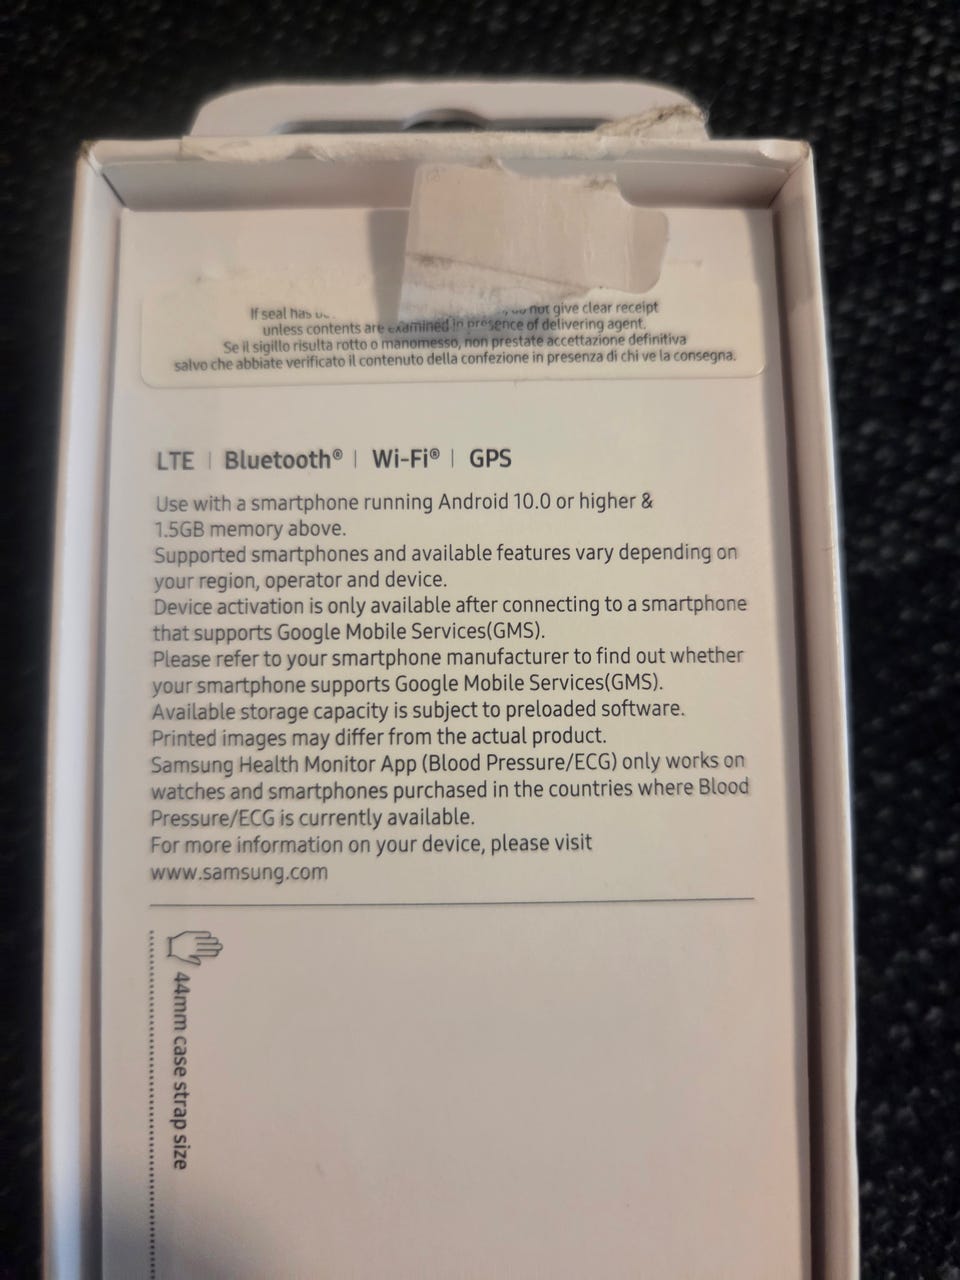 If seal has not give clear receipt
unless contents are examined in presence of delivering agent.
Se il sigillo risulta rotto o manomesso, non prestate accettazione definitiva
salvo che abbiate verificato il contenuto della confezione in presenza di chi ve la consegna.
LTE | Bluetooth® | Wi-Fi® | GPS
Use with a smartphone running Android 10.0 or higher &
1.5GB memory above.
Supported smartphones and available features vary depending on
your region, operator and device.
Device activation is only available after connecting to a smartphone
that supports Google Mobile Services(GMS).
Please refer to your smartphone manufacturer to find out whether
your smartphone supports Google Mobile Services(GMS).
Available storage capacity is subject to preloaded software.
Printed images may differ from the actual product.
Samsung Health Monitor App (Blood Pressure/ECG) only works on
watches and smartphones purchased in the countries where Blood
Pressure/ECG is currently available.
For more information on your device, please visit
www.samsung.com
44mm case strap size